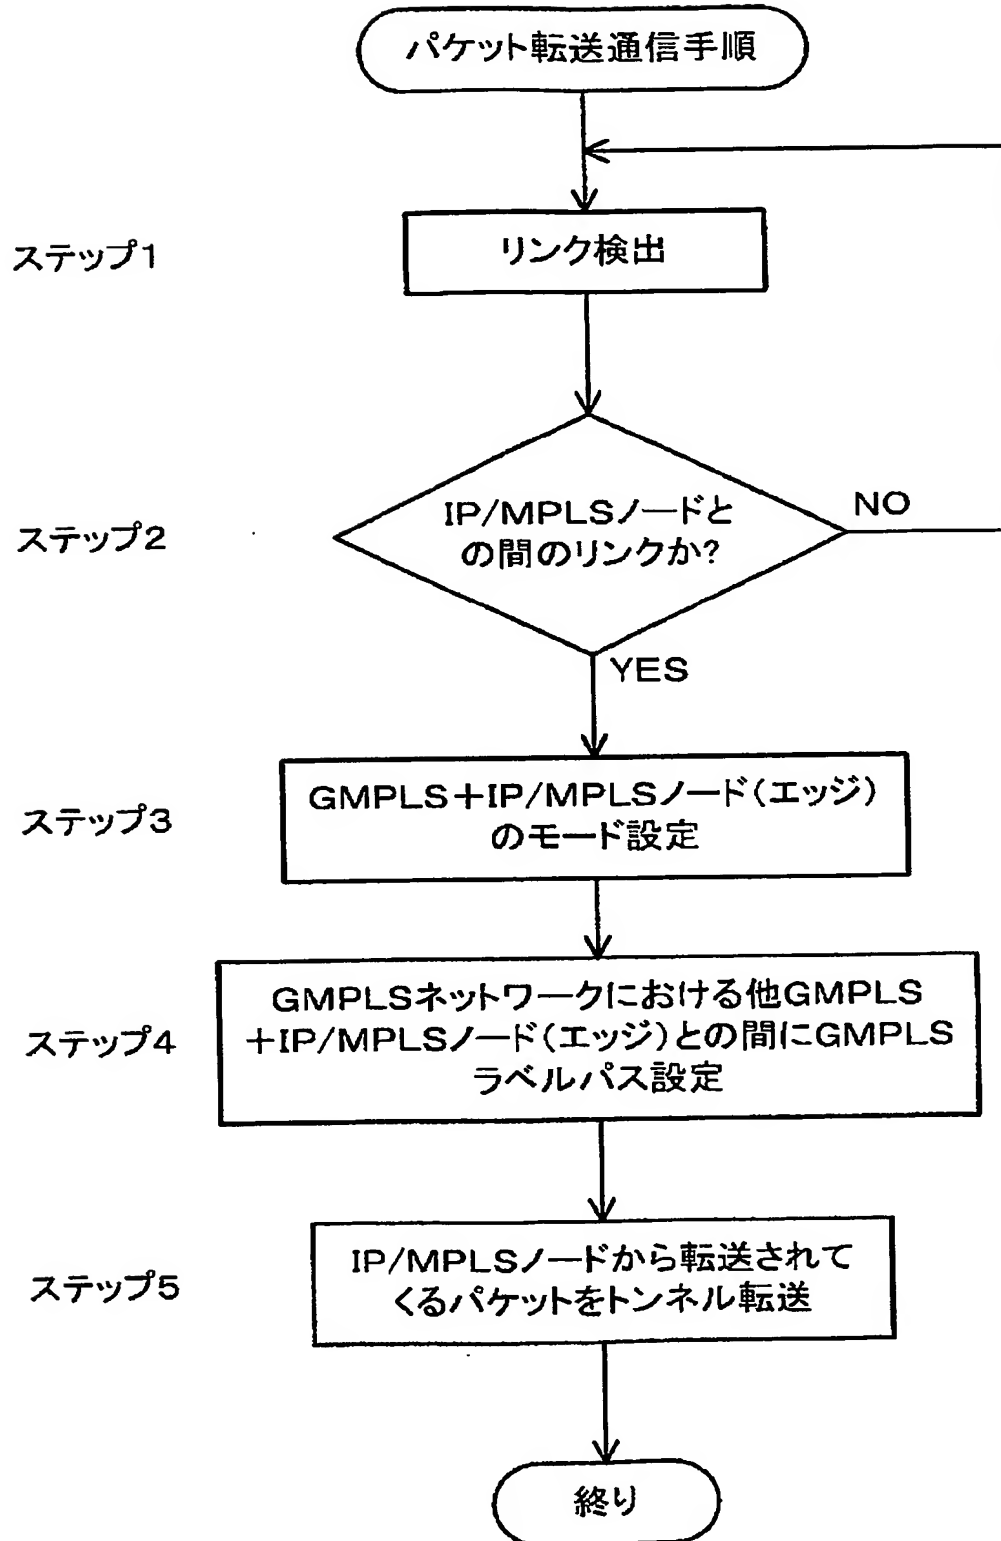 パケット転送通信手順
ステップ1
リンク検出
ステップ2
IP/MPLSノードと
の間のリンクか?
NO
YES
ステップ3
GMPLS+IP/MPLSノード(エッジ)
のモード設定
ステップ4
GMPLSネットワークにおける他GMPLS
+IP/MPLSノード(エッジ)との間にGMPLS
ラベルパス設定
ステップ5
IP/MPLSノードから転送されて
くるパケットをトンネル転送
終り